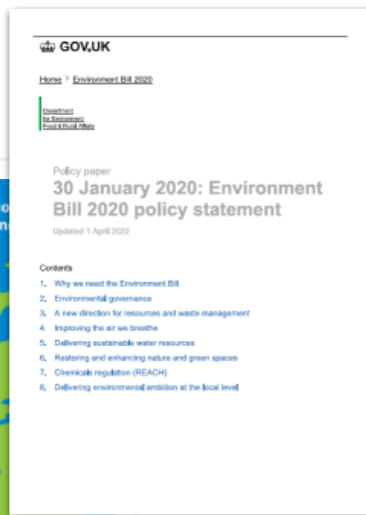 GOV.UK
Home > Environment Bill 2020
Department
for Environment
Food & Rural Affairs
Policy paper
30 January 2020: Environment
Bill 2020 policy statement
Updated 1 April 2022
Contents
1. Why we need the Environment Bill
2. Environmental governance
3. A new direction for resources and waste management
4. Improving the air we breathe
5. Delivering sustainable water resources
6. Restoring and enhancing nature and green spaces
7. Chemicals regulation (REACH)
8. Delivering environmental ambition at the local level